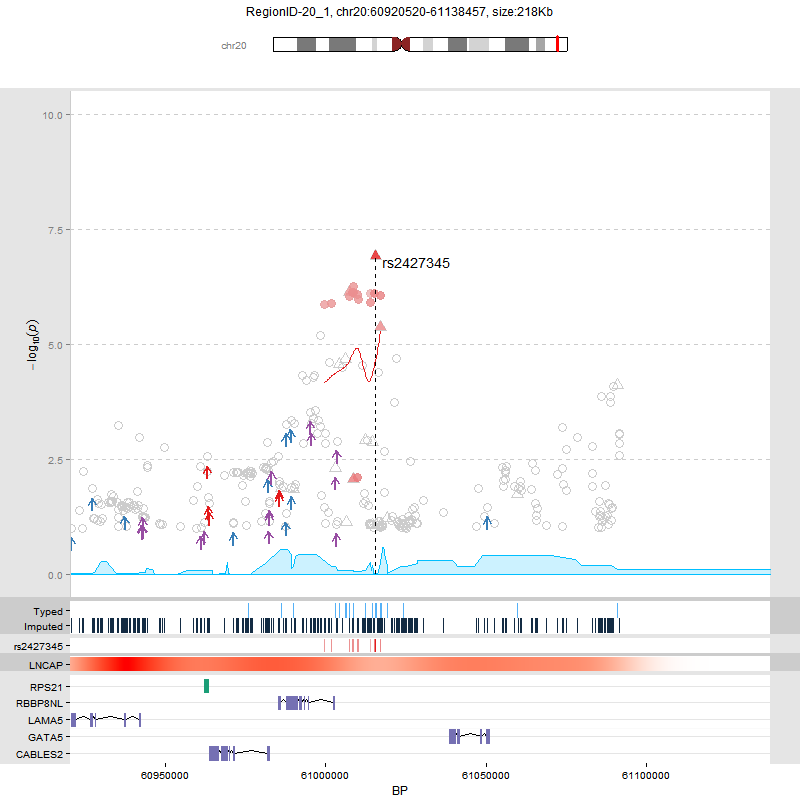 RegionID-20_1, chr20:60920520-61138457, size:218Kb
chr20
10.0
7.5
5.0
2.5
0.0
−log10(p)
rs2427345
Typed
Imputed
rs2427345
LNCAP
RPS21
RBBP8NL
LAMA5
GATA5
CABLES2
60950000 61000000 61050000 61100000
BP